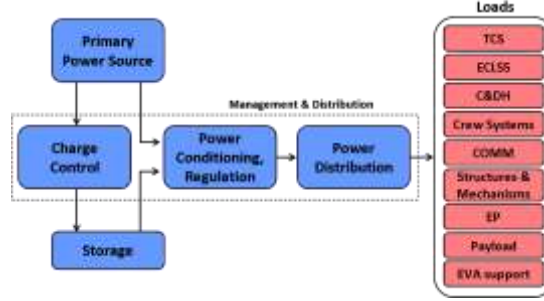 Loads
Primary
Power Source
TCS
ECLSS
C&DH
Management & Distribution
Crew Systems
Charge
Control
Power
Conditioning,
Regulation
Power
Distribution
COMM
Structures &
Mechanisms
EP
Storage
Payload
EVA support